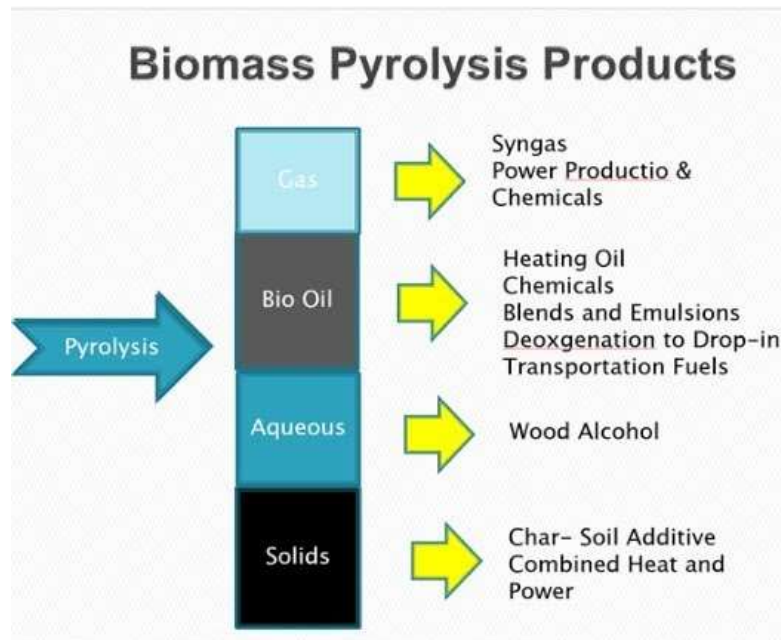 Biomass Pyrolysis Products
Pyrolysis
Gas
Syngas
Power Productio &
Chemicals
Bio Oil
Heating Oil
Chemicals
Blends and Emulsions
Deoxgenation to Drop-in
Transportation Fuels
Aqueous
Wood Alcohol
Solids
Char- Soil Additive
Combined Heat and
Power